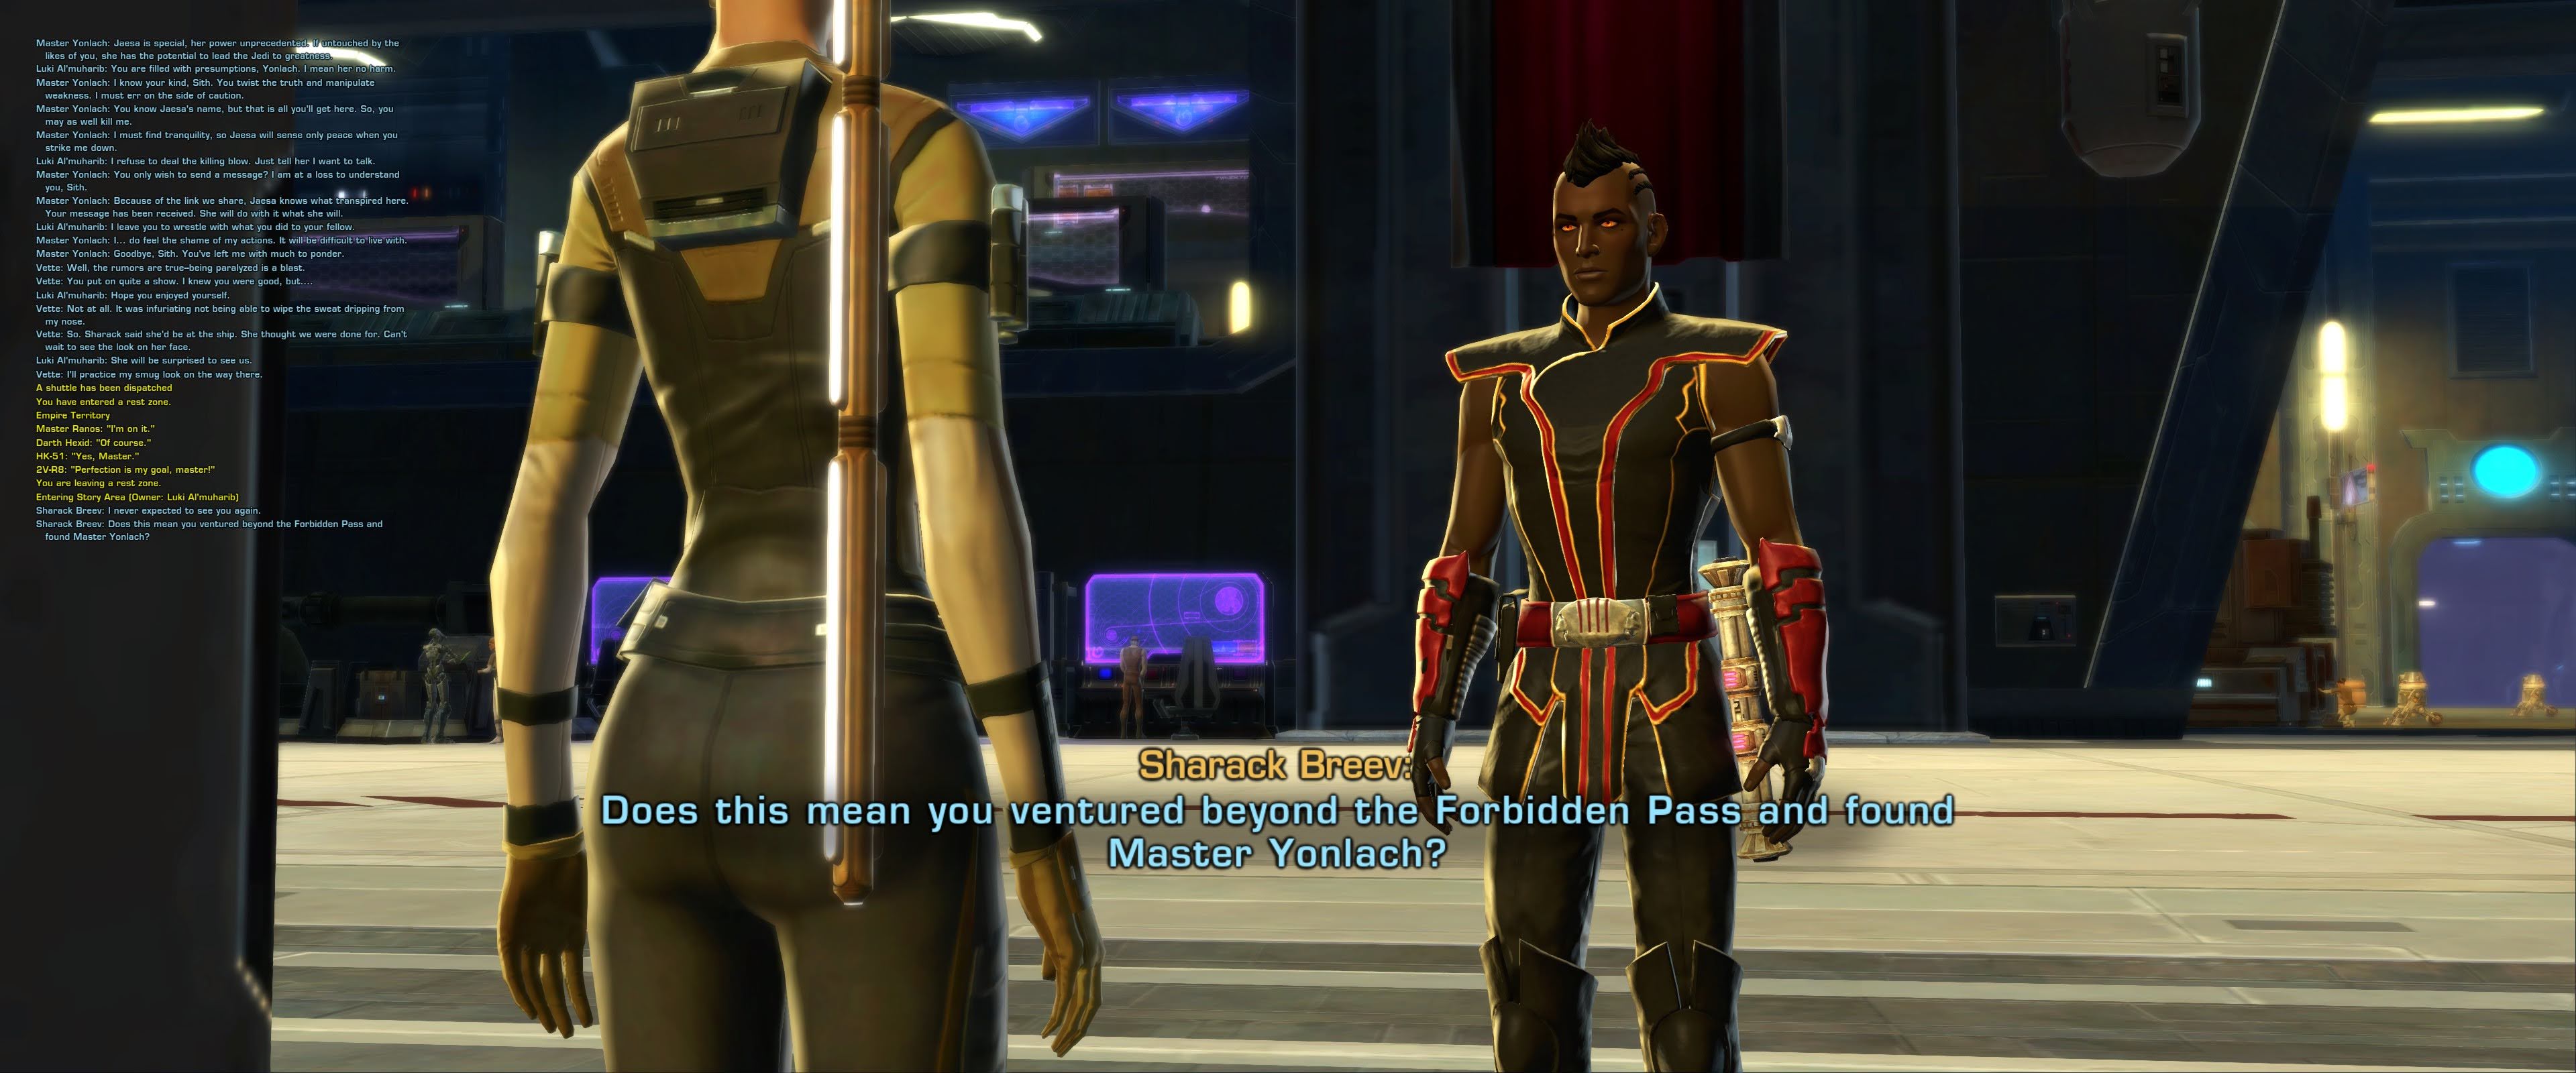 Master Yonlach: Jaesa is special, her power unprecedented. If untouched by the
likes of you, she has the potential to lead the Jedi to greatness.
Luki Al'muharib: You are filled with presumptions, Yonlach. I mean her no harm.
Master Yonlach: I know your kind, Sith. You twist the truth and manipulate
weakness. I must err on the side of caution.
Master Yonlach: You know Jaesa's name, but that is all you'll get here. So, you
may as well kill me.
Master Yonlach: I must find tranquility, so Jaesa will sense only peace when you
strike me down.
Luki Al'muharib: I refuse to deal the killing blow. Just tell her I want to talk.
Master Yonlach: You only wish to send a message? I am at a loss to understand
you, Sith.
Master Yonlach: Because of the link we share, Jaesa knows what transpired here.
Your message has been received. She will do with it what she will.
Luki Al'muharib: I leave you to wrestle with what you did to your fellow.
Master Yonlach: I... do feel the shame of my actions. It will be difficult to live with.
Master Yonlach: Goodbye, Sith. You've left me with much to ponder.
Vette: Well, the rumors are true—being paralyzed is a blast.
Vette: You put on quite a show. I knew you were good, but....
Luki Al'muharib: Hope you enjoyed yourself.
Vette: Not at all. It was infuriating not being able to wipe the sweat dripping from
my nose.
Vette: So. Sharack said she'd be at the ship. She thought we were done for. Can't
wait to see the look on her face.
Luki Al'muharib: She will be surprised to see us.
Vette: I'll practice my smug look on the way there.
A shuttle has been dispatched
You have entered a rest zone.
Empire Territory
Master Ranos: "I'm on it."
Darth Hexid: "Of course."
HK-51: "Yes, Master."
2V-R8: "Perfection is my goal, master!"
You are leaving a rest zone.
Entering Story Area (Owner: Luki Al'muharib)
Sharack Breev: I never expected to see you again.
Sharack Breev: Does this mean you ventured beyond the Forbidden Pass and
found Master Yonlach?
Sharack Breev:
Does this mean you ventured beyond the Forbidden Pass and found
Master Yonlach?